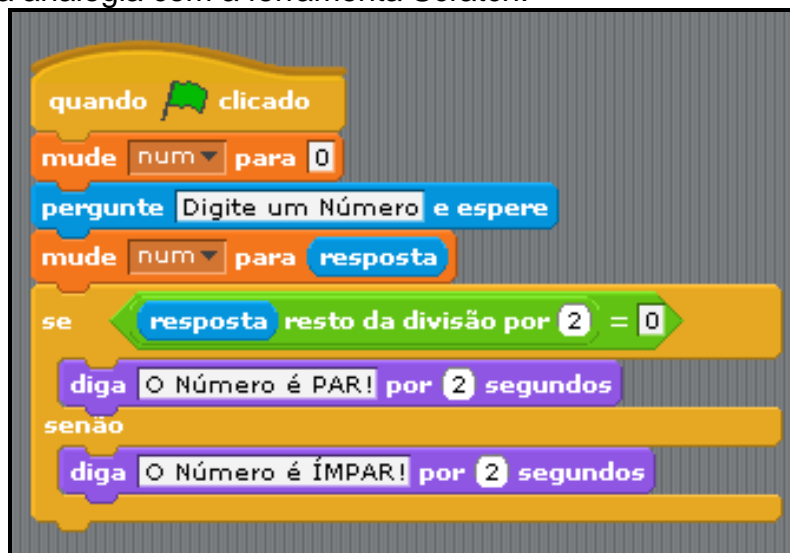 a analogia com a ferramenta Scratch.
quando clicado
mude num para 0
pergunte Digite um Número e espere
mude num para resposta
se resposta resto da divisão por 2 = 0
diga O Número é PAR! por 2 segundos
senão
diga O Número é ÍMPAR! por 2 segundos